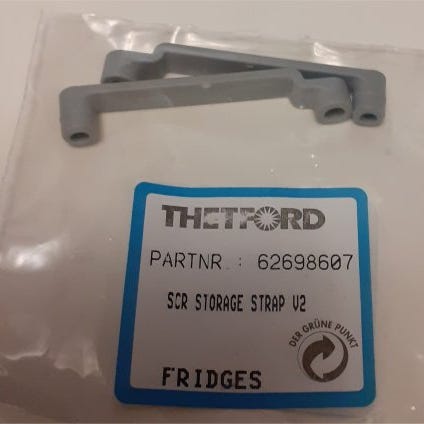 THETFORD
PARTNR. : 62698607
SCR STORAGE STRAP V2
DER GRÜNE PUNKT
FRIDGES